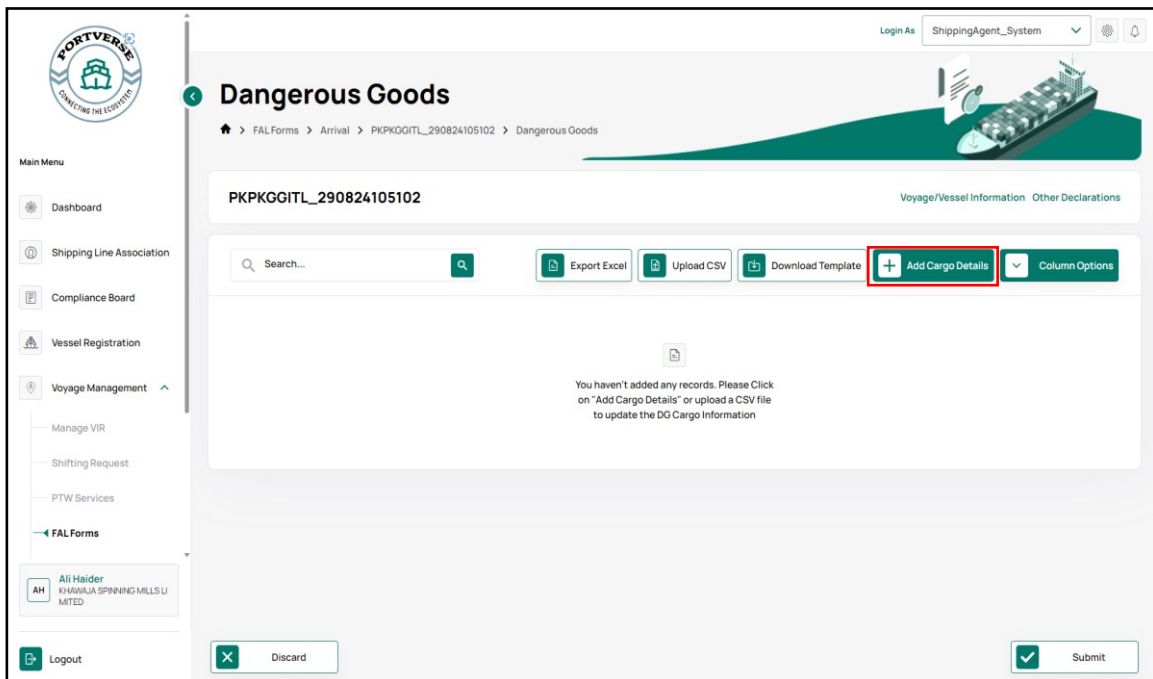 PORTVERSE
CONNECTING THE ECOSYSTEM
Login As
ShippingAgent_System
Dangerous Goods
FAL Forms > Arrival > PKPKGGITL_290824105102 > Dangerous Goods
Main Menu
Dashboard
Shipping Line Association
Compliance Board
Vessel Registration
Voyage Management
Manage VIR
Shifting Request
PTW Services
FAL Forms
AH
Ali Haider
KHAWAJA SPINNING MILLS LI
MITED
Logout
PKPKGGITL_290824105102
Voyage/Vessel Information
Other Declarations
Search...
Export Excel
Upload CSV
Download Template
Add Cargo Details
Column Options
You haven't added any records. Please Click
on "Add Cargo Details" or upload a CSV file
to update the DG Cargo Information
Discard
Submit